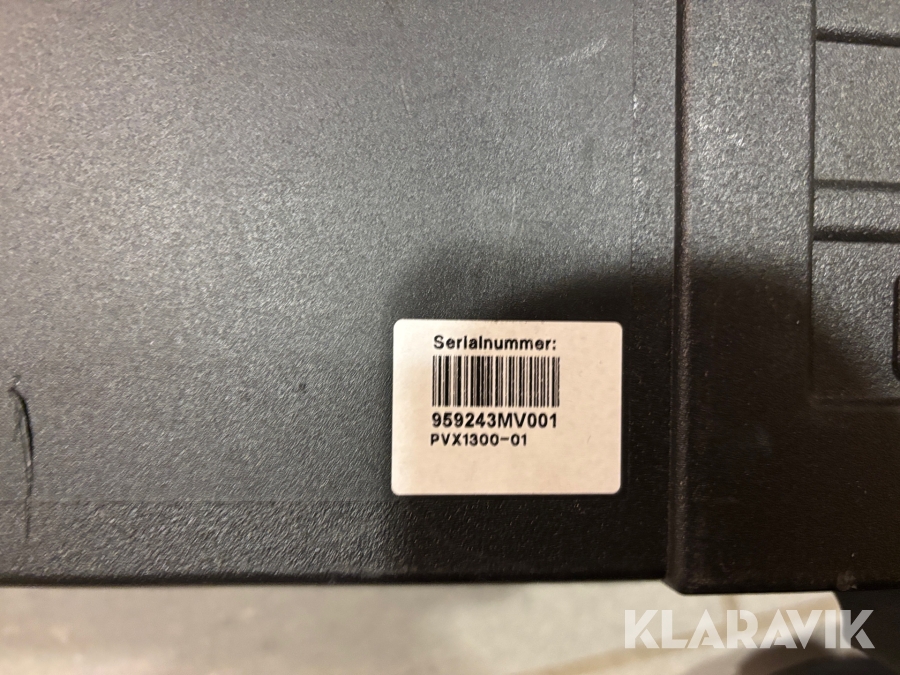 Serialnummer:
959243MV001
PVX1300-01
KLARAVIK